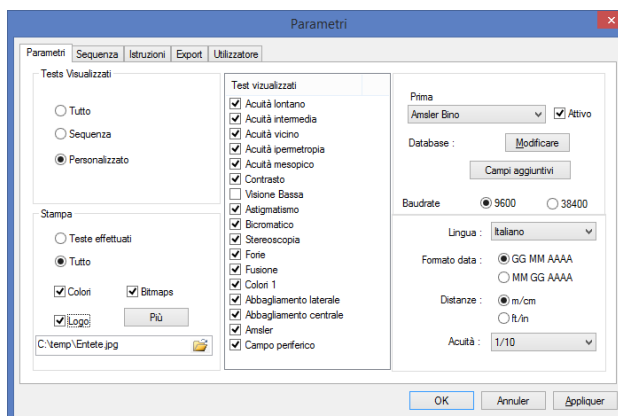 Parametri
Parametri Sequenza Istruzioni Export Utilizzatore
Tests Visualizzati
Tutto
Sequenza
Personalizzato
Stampa
Teste effettuati
Tutto
Colori Bitmaps
Logo Più
C:\temp\Entete.jpg
Test vizualizzati
Acuità lontano
Acuità intermedia
Acuità vicino
Acuità ipermetropia
Acuità mesopico
Contrasto
Visione Bassa
Astigmatismo
Bicromatico
Stereoscopia
Forie
Fusione
Colori 1
Abbagliamento laterale
Abbagliamento centrale
Amsler
Campo periferico
Prima
Amsler Bino Attivo
Database : Modificare
Campi aggiuntivi
Baudrate 9600 38400
Lingua : Italiano
Formato data : GG MM AAAA
MM GG AAAA
Distanze : m/cm
ft/in
Acuità : 1/10
OK Annuler Appliquer